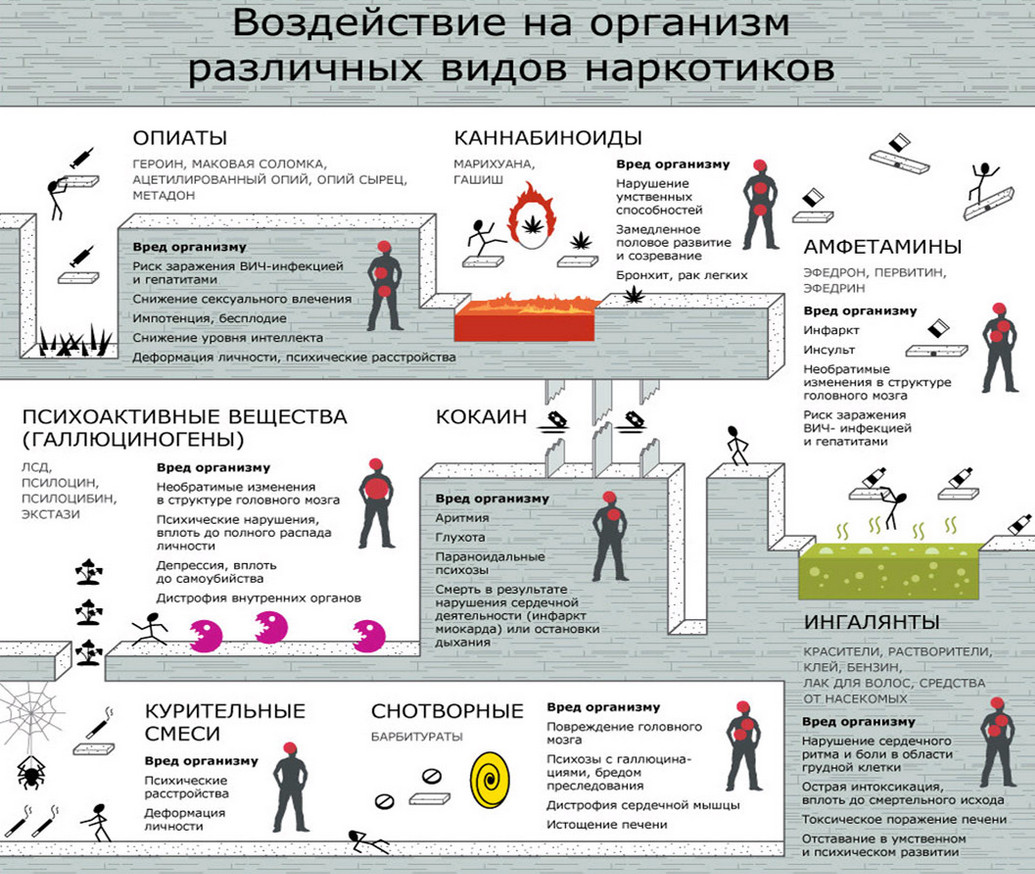 Воздействие на организм
различных видов наркотиков
ОПИАТЫ
ГЕРОИН, МАКОВАЯ СОЛОМКА,
АЦЕТИЛИРОВАННЫЙ ОПИЙ, ОПИЙ СЫРЕЦ,
МЕТАДОН
Вред организму
Риск заражения ВИЧ-инфекцией
и гепатитами
Снижение сексуального влечения
Импотенция, бесплодие
Снижение уровня интеллекта
Деформация личности, психические расстройства
КАННАБИНОИДЫ
МАРИХУАНА,
ГАШИШ
Вред организму
Нарушение
умственных
способностей
Замедленное
половое развитие
и созревание
Бронхит, рак легких
АМФЕТАМИНЫ
ЭФЕДРОН, ПЕРВИТИН,
ЭФЕДРИН
Вред организму
Инфаркт
Инсульт
Необратимые
изменения в структуре
головного мозга
Риск заражения
ВИЧ- инфекцией
и гепатитами
ПСИХОАКТИВНЫЕ ВЕЩЕСТВА
(ГАЛЛЮЦИНОГЕНЫ)
ЛСД,
ПСИЛОЦИН,
ПСИЛОЦИБИН,
ЭКСТАЗИ
Вред организму
Необратимые изменения
в структуре головного мозга
Психические нарушения,
вплоть до полного распада
личности
Депрессия, вплоть
до самоубийства
Дистрофия внутренних органов
КОКАИН
Вред организму
Аритмия
Глухота
Параноидальные
психозы
Смерть в результате
нарушения сердечной
деятельности (инфаркт
миокарда) или остановки
дыхания
ИНГАЛЯНТЫ
КРАСИТЕЛИ, РАСТВОРИТЕЛИ,
КЛЕЙ, БЕНЗИН,
ЛАК ДЛЯ ВОЛОС, СРЕДСТВА
ОТ НАСЕКОМЫХ
Вред организму
Нарушение сердечного
ритма и боли в области
грудной клетки
Острая интоксикация,
вплоть до смертельного исхода
Токсическое поражение печени
Отставание в умственном
и психическом развитии
КУРИТЕЛЬНЫЕ
СМЕСИ
Вред организму
Психические
расстройства
Деформация
личности
СНОТВОРНЫЕ
БАРБИТУРАТЫ
Вред организму
Повреждение головного
мозга
Психозы с галлюцина-
циями, бредом
преследования
Дистрофия сердечной мышцы
Истощение печени